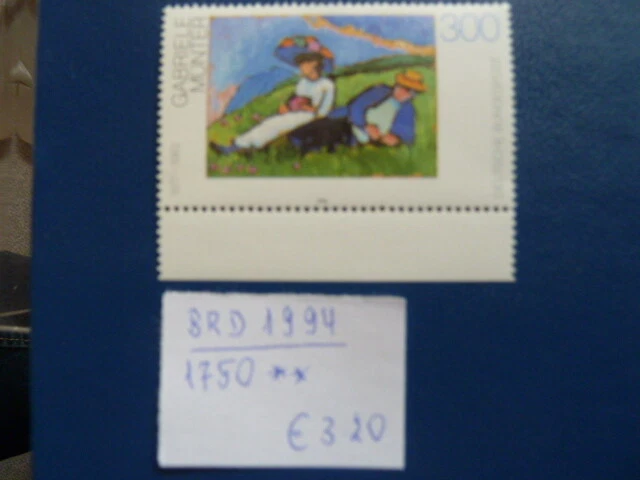 GABRIELE
MÜNTER
300
BRD 1994
1750 **
€ 3 20